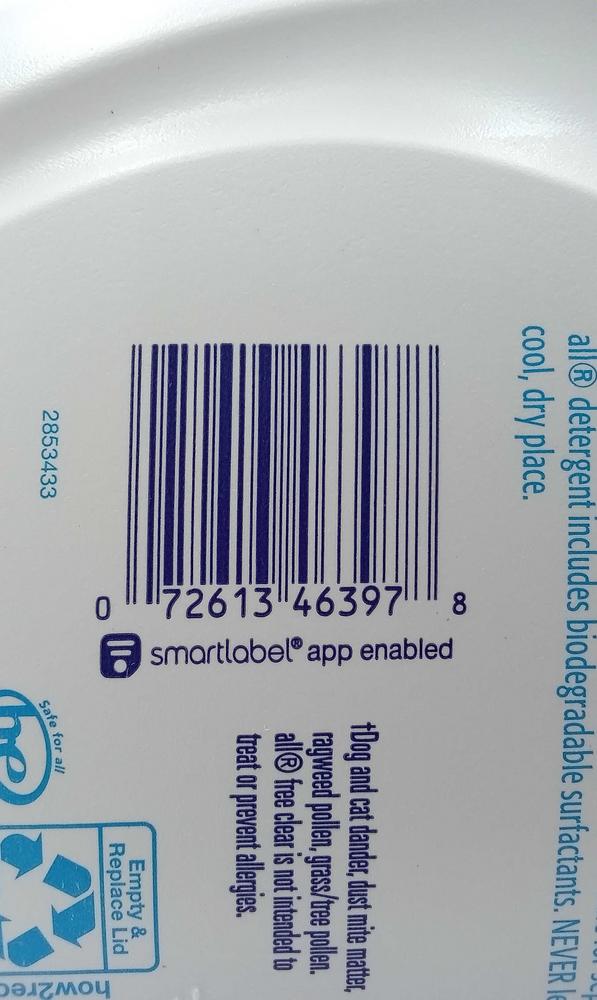 all® detergent includes biodegradable surfactants. NEVER
cool, dry place.
2853433
0 72613 46397 8
smartlabel® app enabled
†Dog and cat dander, dust mite matter,
ragweed pollen, grass/tree pollen.
all® free clear is not intended to
treat or prevent allergies.
Safe for all
he
Empty &
Replace Lid
how2rec